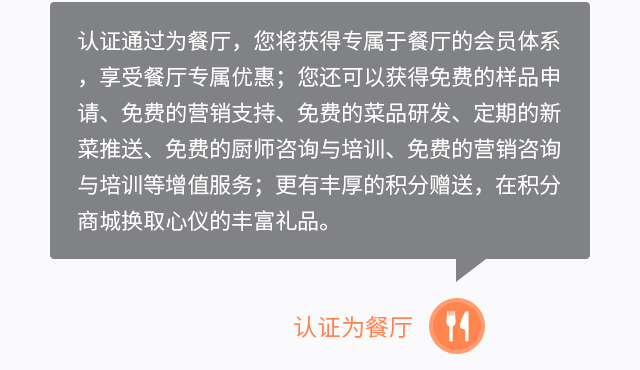 认证通过为餐厅，您将获得专属于餐厅的会员体系
，享受餐厅专属优惠；您还可以获得免费的样品申
请、免费的营销支持、免费的菜品研发、定期的新
菜推送、免费的厨师咨询与培训、免费的营销咨询
与培训等增值服务；更有丰厚的积分赠送，在积分
商城换取心仪的丰富礼品。
认证为餐厅